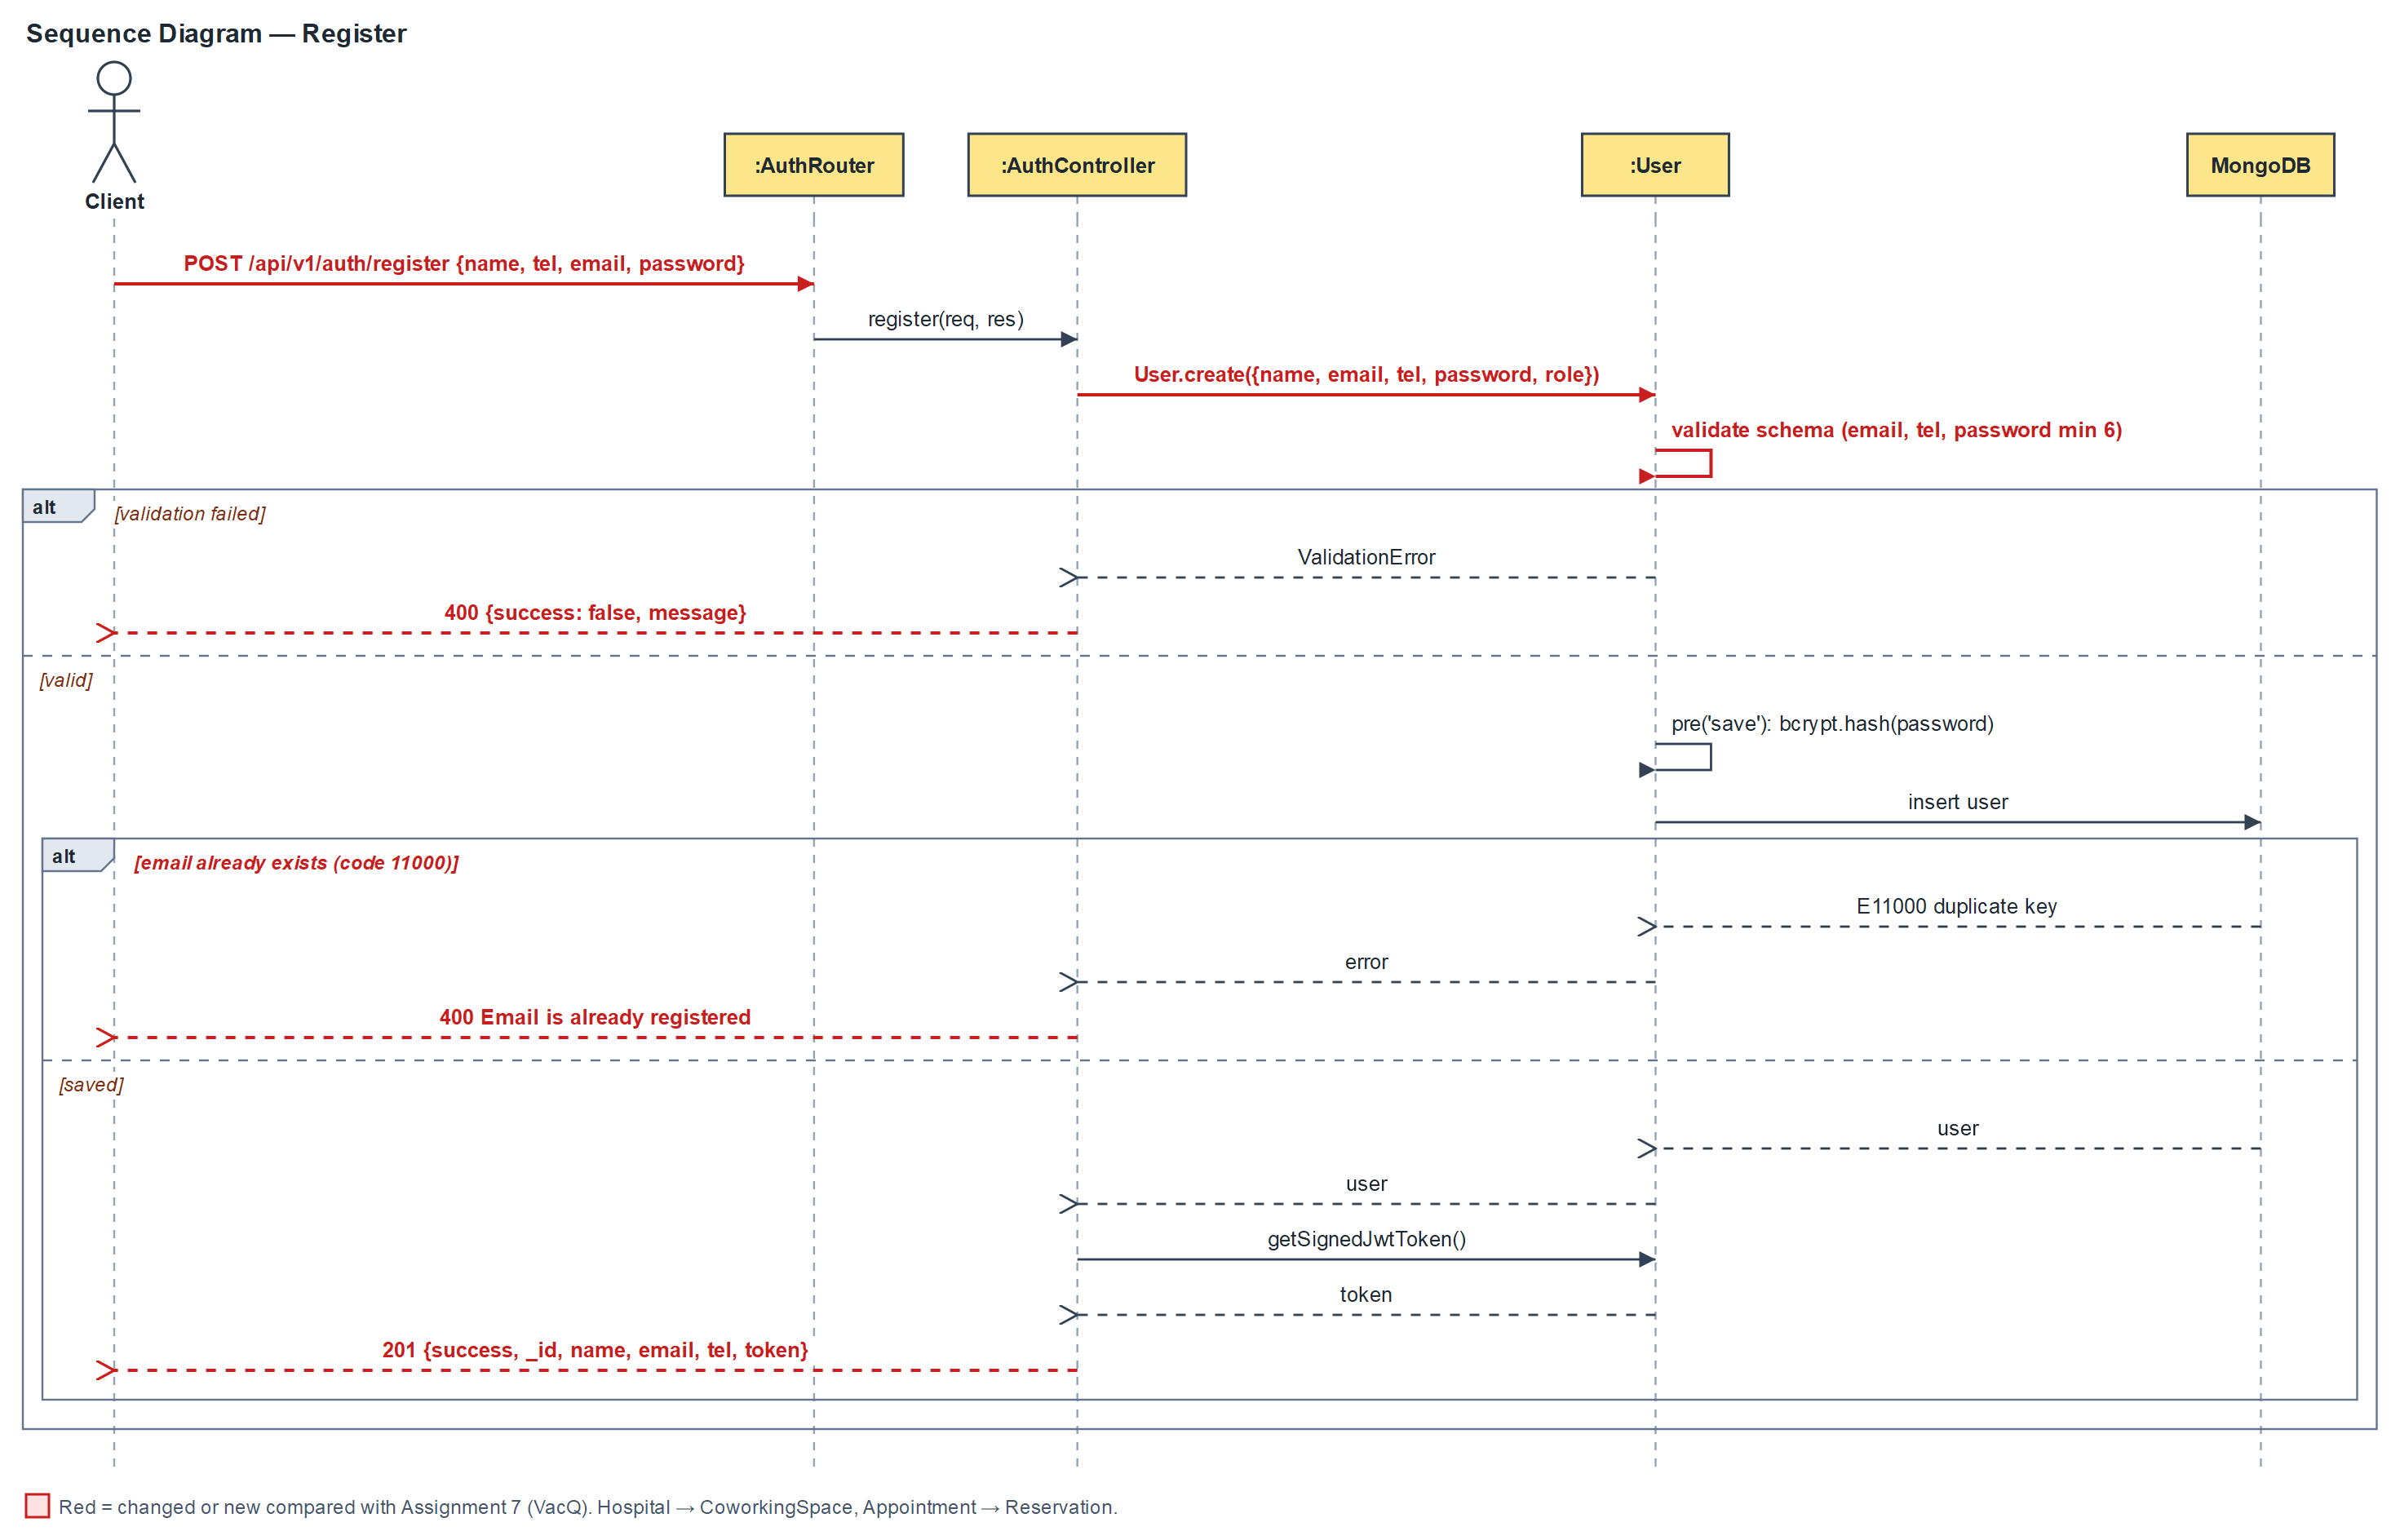 Sequence Diagram — Register
Client
:AuthRouter
:AuthController
:User
MongoDB
POST /api/v1/auth/register {name, tel, email, password}
register(req, res)
User.create({name, email, tel, password, role})
validate schema (email, tel, password min 6)
alt
[validation failed]
ValidationError
400 {success: false, message}
[valid]
pre('save'): bcrypt.hash(password)
insert user
alt
[email already exists (code 11000)]
E11000 duplicate key
error
400 Email is already registered
[saved]
user
user
getSignedJwtToken()
token
201 {success, _id, name, email, tel, token}
Red = changed or new compared with Assignment 7 (VacQ). Hospital → CoworkingSpace, Appointment → Reservation.